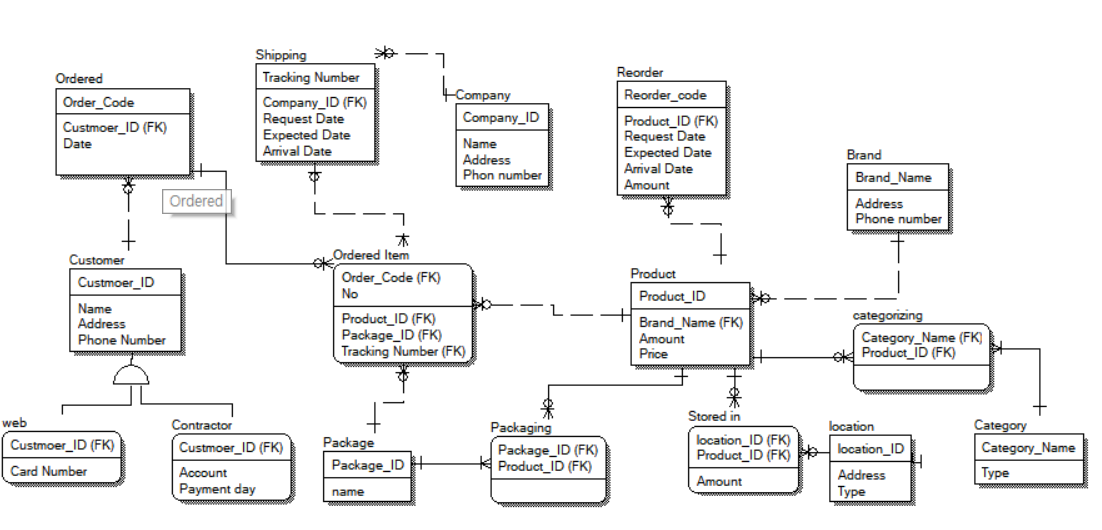 Ordered
Order_Code
Custmoer_ID (FK)
Date
Ordered
Shipping
Tracking Number
Company_ID (FK)
Request Date
Expected Date
Arrival Date
Company
Company_ID
Name
Address
Phon number
Reorder
Reorder_code
Product_ID (FK)
Request Date
Expected Date
Arrival Date
Amount
Brand
Brand_Name
Address
Phone number
Customer
Custmoer_ID
Name
Address
Phone Number
Ordered Item
Order_Code (FK)
No
Product_ID (FK)
Package_ID (FK)
Tracking Number (FK)
Product
Product_ID
Brand_Name (FK)
Amount
Price
categorizing
Category_Name (FK)
Product_ID (FK)
web
Custmoer_ID (FK)
Card Number
Contractor
Custmoer_ID (FK)
Account
Payment day
Package
Package_ID
name
Packaging
Package_ID (FK)
Product_ID (FK)
Stored in
location_ID (FK)
Product_ID (FK)
Amount
location
location_ID
Address
Type
Category
Category_Name
Type